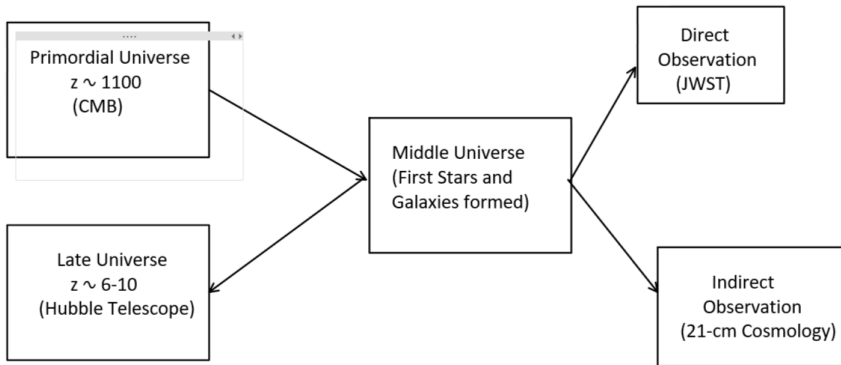 Primordial Universe
z ~ 1100
(CMB)
Late Universe
z ~ 6-10
(Hubble Telescope)
Middle Universe
(First Stars and
Galaxies formed)
Direct
Observation
(JWST)
Indirect
Observation
(21-cm Cosmology)